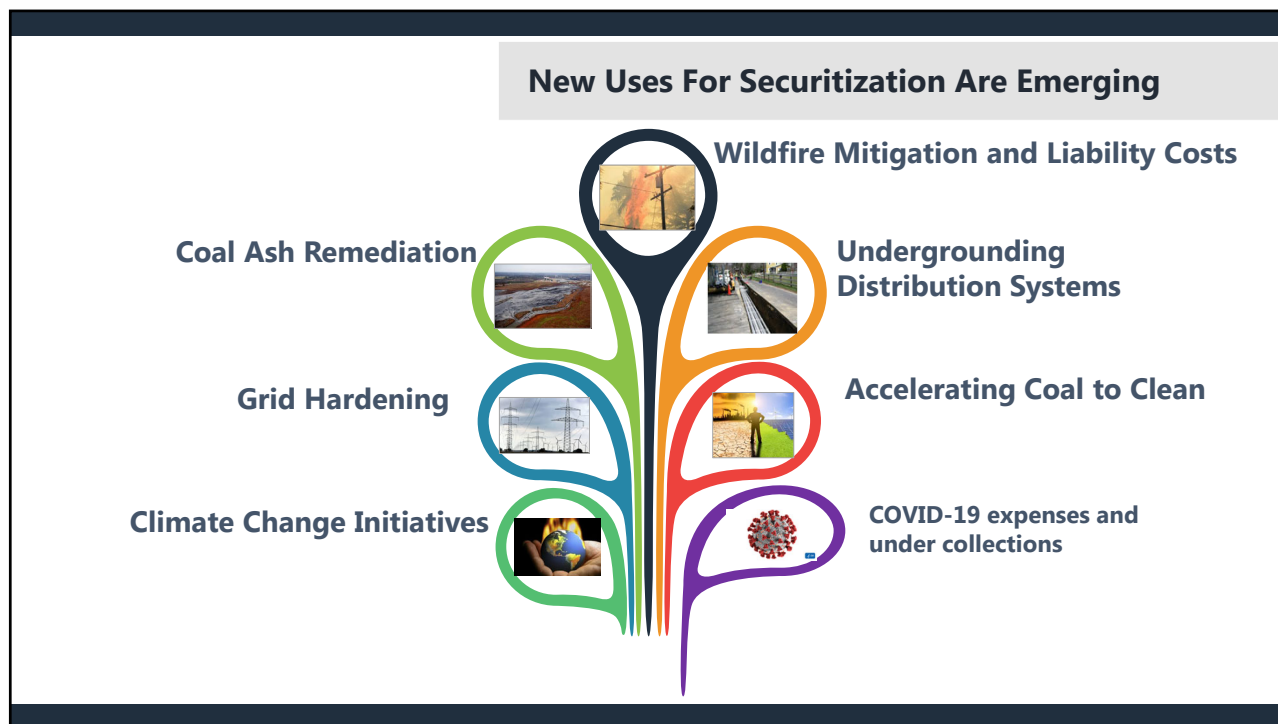 New Uses For Securitization Are Emerging
Wildfire Mitigation and Liability Costs
Coal Ash Remediation
Undergrounding
Distribution Systems
Grid Hardening
Accelerating Coal to Clean
Climate Change Initiatives
COVID-19 expenses and
under collections